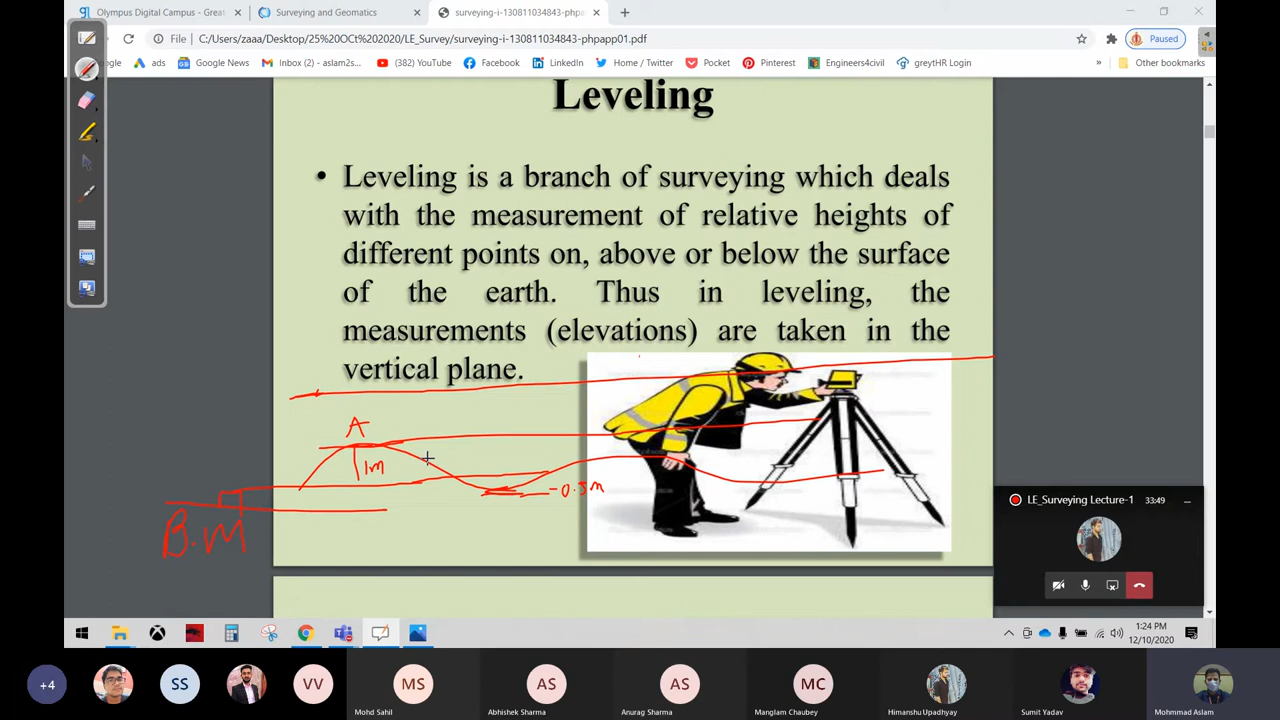 Olympus Digital Campus - Great
Surveying and Geomatics
surveying-i-130811034843-phpa
File
C:/Users/zaaa/Desktop/25%20OCt%202020/LE_Survey/surveying-i-130811034843-phpapp01.pdf
Paused
gle
ads
Google News
Inbox (2) - aslam2s...
(382) YouTube
Facebook
LinkedIn
Home / Twitter
Pocket
Pinterest
Engineers4civil
greytHR Login
»
Other bookmarks
Leveling
• Leveling is a branch of surveying which deals
with the measurement of relative heights of
different points on, above or below the surface
of the earth. Thus in leveling, the
measurements (elevations) are taken in the
vertical plane.
A
1m
-0.5m
B.M
LE_Surveying Lecture-1
33:49
1:24 PM
12/10/2020
+4
SS
VV
MS
AS
AS
MC
Mohd Sahil
Abhishek Sharma
Anurag Sharma
Manglam Chaubey
Himanshu Upadhyay
Sumit Yadav
Mohmmad Aslam